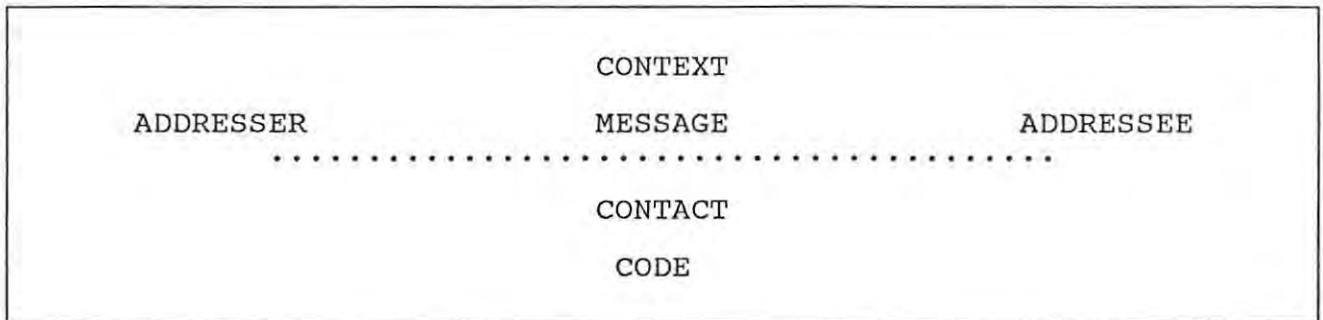 CONTEXT
ADDRESSER MESSAGE ADDRESSEE
CONTACT
CODE